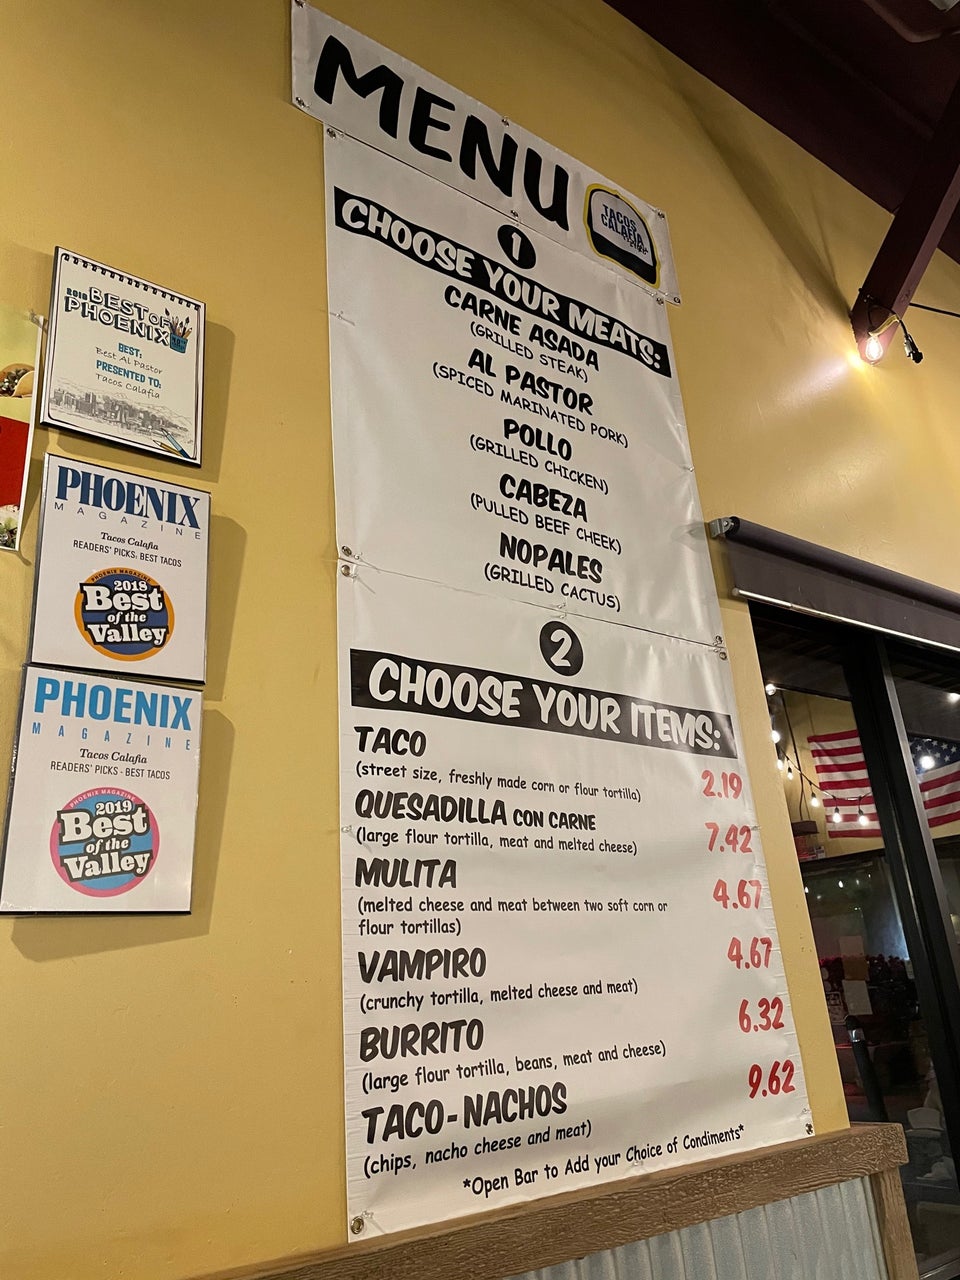 MENU
TACOS
CALAFIA
1
CHOOSE YOUR MEATS:
CARNE ASADA
(GRILLED STEAK)
AL PASTOR
(SPICED MARINATED PORK)
POLLO
(GRILLED CHICKEN)
CABEZA
(PULLED BEEF CHEEK)
NOPALES
(GRILLED CACTUS)
2
CHOOSE YOUR ITEMS:
TACO
(street size, freshly made corn or flour tortilla) 2.19
QUESADILLA CON CARNE
(large flour tortilla, meat and melted cheese) 7.42
MULITA
(melted cheese and meat between two soft corn or 4.67
flour tortillas)
VAMPIRO 4.67
(crunchy tortilla, melted cheese and meat)
BURRITO 6.32
(large flour tortilla, beans, meat and cheese)
TACO-NACHOS 9.62
(chips, nacho cheese and meat)
*Open Bar to Add your Choice of Condiments*
2018 BEST OF
PHOENIX
BEST:
Best Al Pastor
PRESENTED TO:
Tacos Calafia
PHOENIX
MAGAZINE
Tacos Calafia
READERS' PICKS, BEST TACOS
PHOENIX MAGAZINE
2018
Best
of the
Valley
PHOENIX
MAGAZINE
Tacos Calafia
READERS' PICKS - BEST TACOS
PHOENIX MAGAZINE
2019
Best
of the
Valley